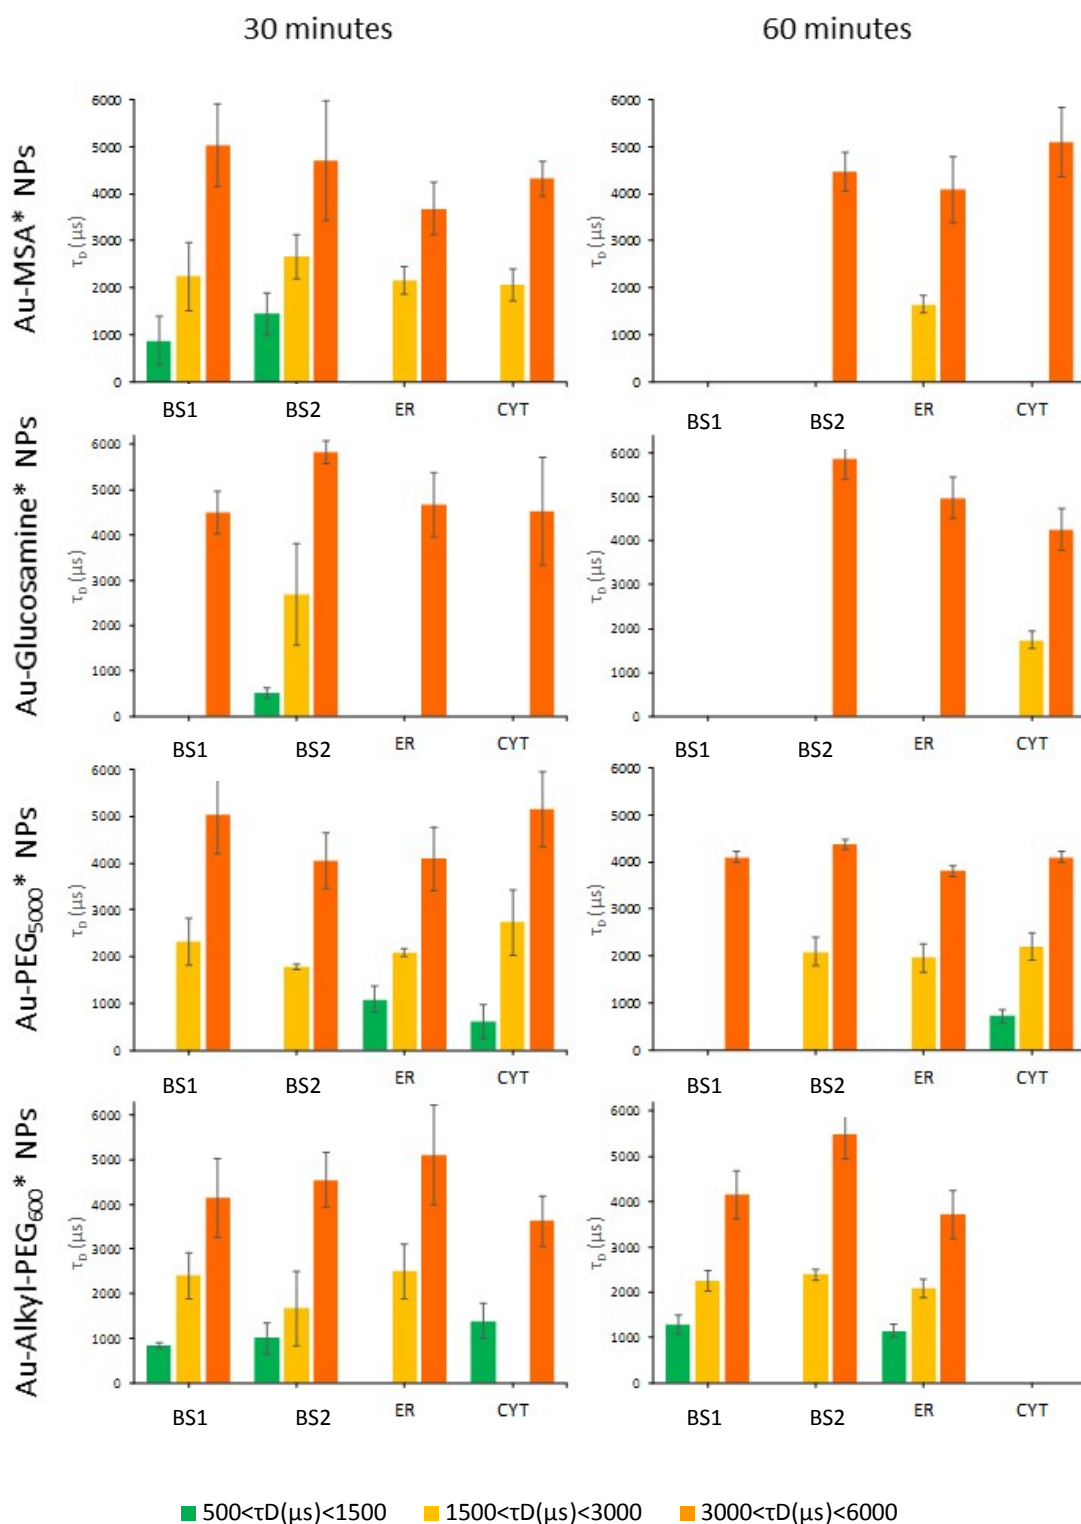 30 minutes
60 minutes
Au-MSA* NPs
τD (μs)
6000
5000
4000
3000
2000
1000
0
BS1 BS2 ER CYT
τD (μs)
6000
5000
4000
3000
2000
1000
0
BS1 BS2 ER CYT
Au-Glucosamine* NPs
τD (μs)
6000
5000
4000
3000
2000
1000
0
BS1 BS2 ER CYT
τD (μs)
6000
5000
4000
3000
2000
1000
0
BS1 BS2 ER CYT
Au-PEG5000* NPs
τD (μs)
6000
5000
4000
3000
2000
1000
0
BS1 BS2 ER CYT
τD (μs)
6000
5000
4000
3000
2000
1000
0
BS1 BS2 ER CYT
Au-Alkyl-PEG600* NPs
τD (μs)
6000
5000
4000
3000
2000
1000
0
BS1 BS2 ER CYT
τD (μs)
6000
5000
4000
3000
2000
1000
0
BS1 BS2 ER CYT
500<τD(μs)<1500 1500<τD(μs)<3000 3000<τD(μs)<6000